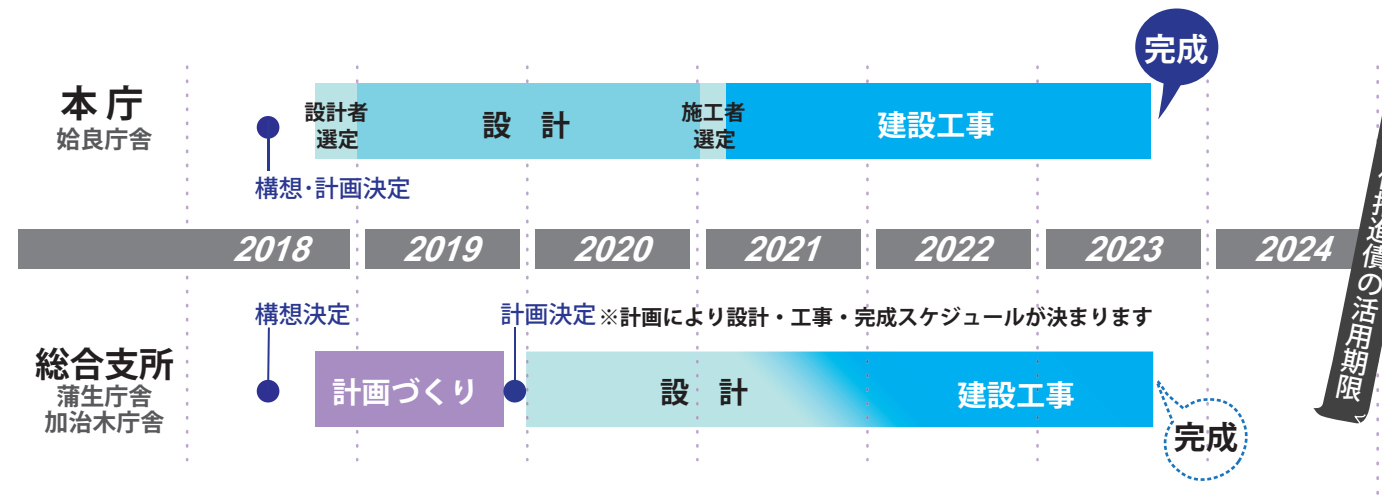 完成
本庁
姶良庁舎
設計者
選定
設 計
施工者
選定
建設工事
構想・計画決定
2018 2019 2020 2021 2022 2023 2024
構想決定
計画決定 ※計画により設計・工事・完成スケジュールが決まります
総合支所
蒲生庁舎
加治木庁舎
計画づくり
設 計
建設工事
完成
推進債の活用期限